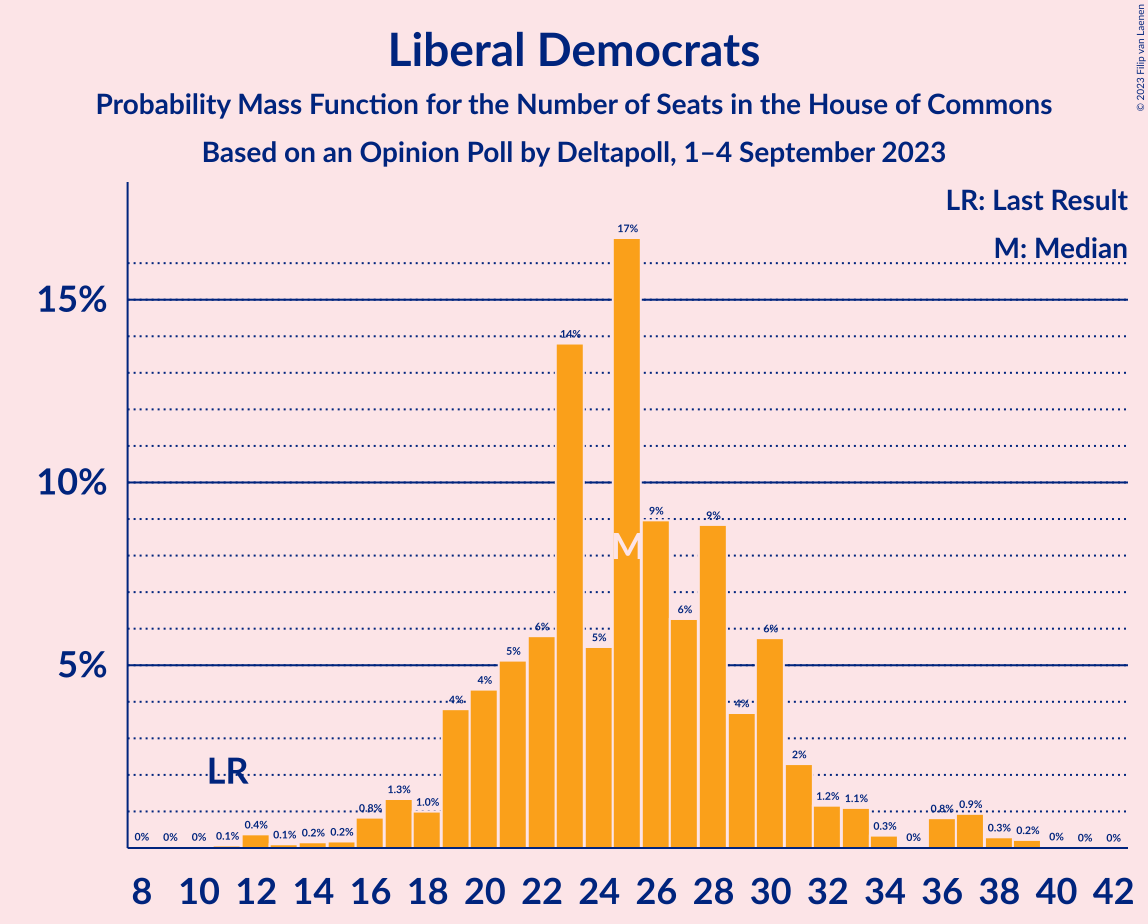 © 2023 Filip van Laenen
Liberal Democrats
Probability Mass Function for the Number of Seats in the House of Commons
Based on an Opinion Poll by Deltapoll, 1–4 September 2023
LR: Last Result
M: Median
15%
10%
5%
0% 0% 0% 0.1% 0.4% 0.1% 0.2% 0.2% 0.8% 1.3% 1.0% 4% 4% 5% 6% 14% 5% 17% 9% 6% 9% 4% 6% 2% 1.2% 1.1% 0.3% 0% 0.8% 0.9% 0.3% 0.2% 0% 0% 0%
M
LR
8 10 12 14 16 18 20 22 24 26 28 30 32 34 36 38 40 42